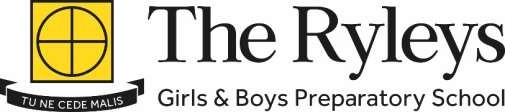 The Ryleys
Girls & Boys Preparatory School
TU NE CEDE MALIS